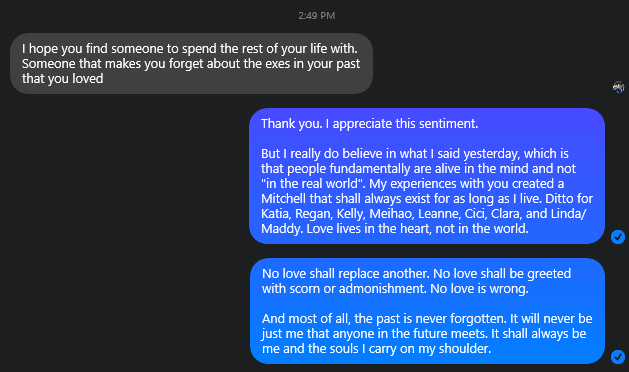 2:49 PM
I hope you find someone to spend the rest of your life with.
Someone that makes you forget about the exes in your past
that you loved
Thank you. I appreciate this sentiment.
But I really do believe in what I said yesterday, which is
that people fundamentally are alive in the mind and not
"in the real world". My experiences with you created a
Mitchell that shall always exist for as long as I live. Ditto for
Katia, Regan, Kelly, Meihao, Leanne, Cici, Clara, and Linda/
Maddy. Love lives in the heart, not in the world.
No love shall replace another. No love shall be greeted
with scorn or admonishment. No love is wrong.
And most of all, the past is never forgotten. It will never be
just me that anyone in the future meets. It shall always be
me and the souls I carry on my shoulder.